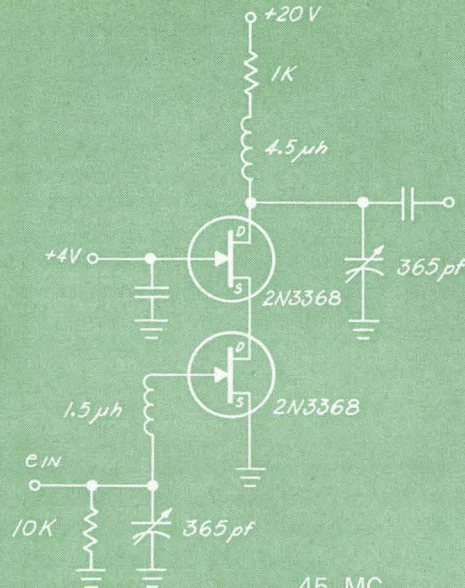 +20V
1K
4.5μh
D
+4V
365pf
S
2N3368
D
1.5μh
S
2N3368
eIN
10K
365pf
45 MC